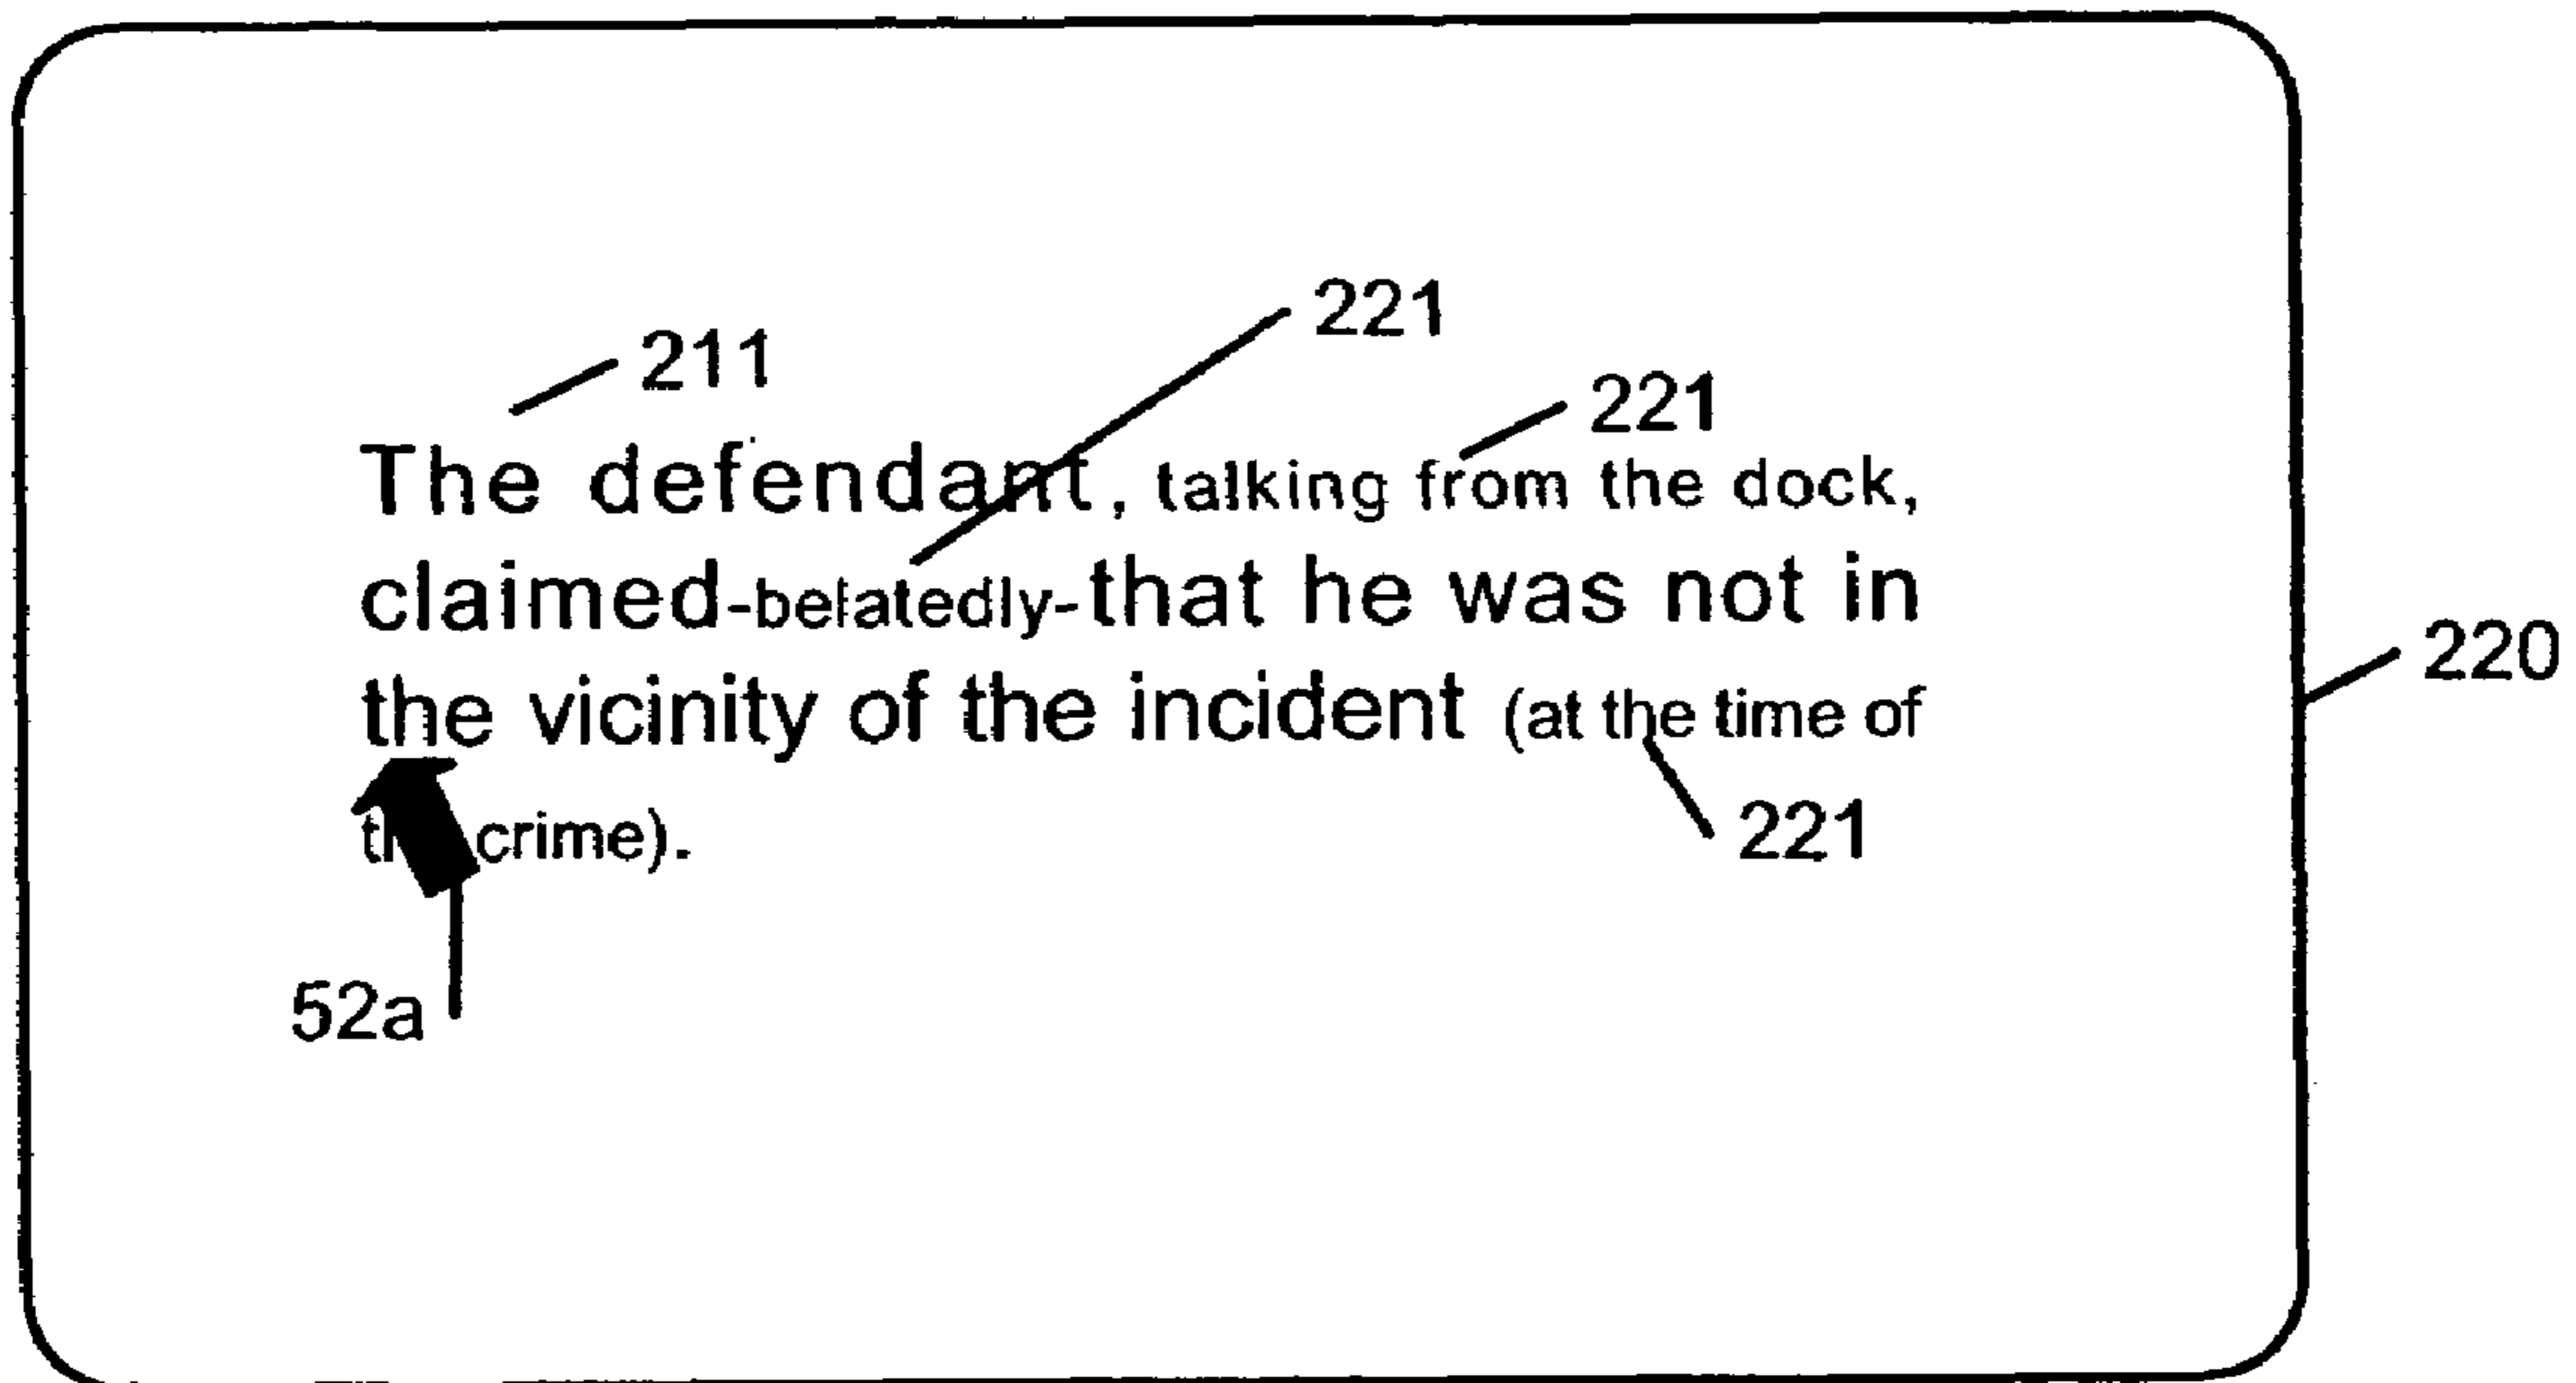 221
211
221
The defendant, talking from the dock,
claimed-belatedly-that he was not in
220
the vicinity of the incident (at the time of
crime).
221
52a